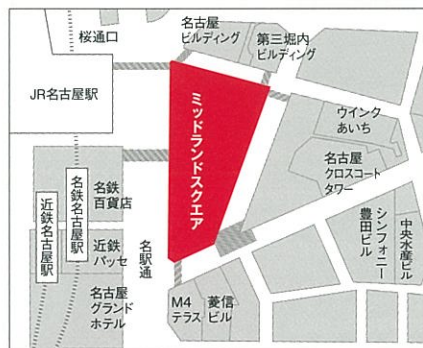 桜通口
名古屋
ビルディング
第三堀内
ビルディング
JR名古屋駅
ミッドランドスクエア
ウインク
あいち
名古屋
クロスコート
タワー
名鉄
百貨店
名鉄名古屋駅
近鉄名古屋駅
近鉄
パッセ
名駅通
シンフォニー
豊田ビル
中央水産ビル
名古屋
グランド
ホテル
M4
テラス
菱信
ビル